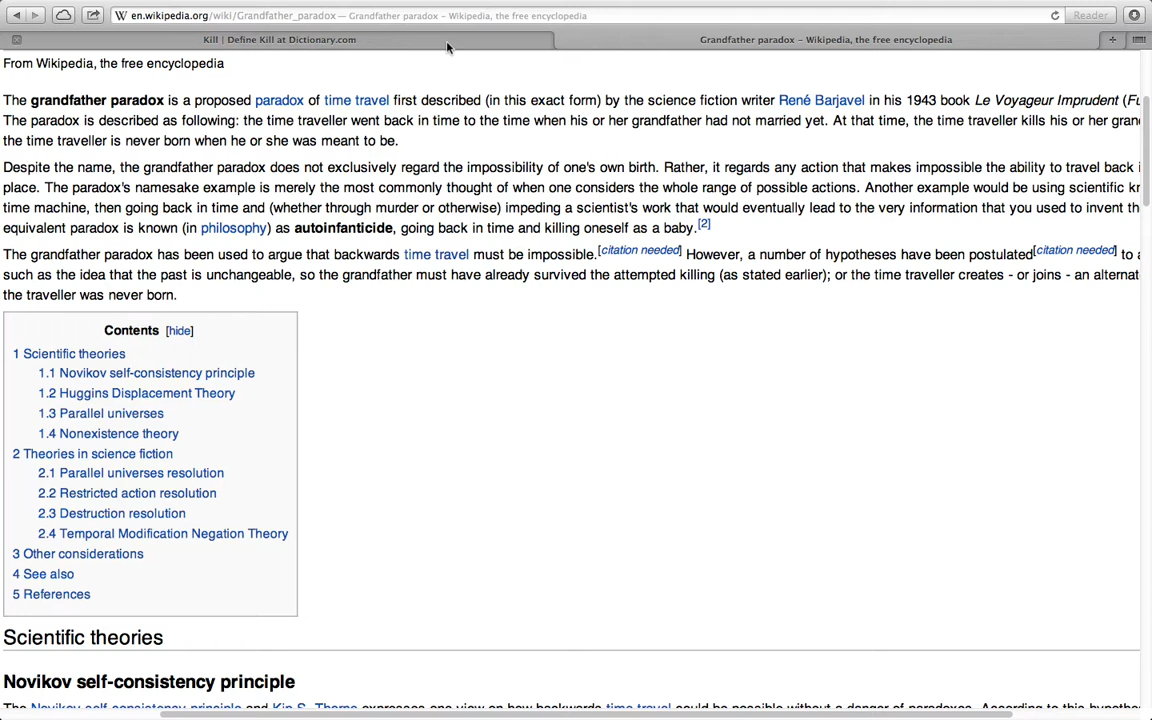 en.wikipedia.org/wiki/Grandfather_paradox — Grandfather paradox – Wikipedia, the free encyclopedia
Reader
Kill | Define Kill at Dictionary.com
Grandfather paradox – Wikipedia, the free encyclopedia
From Wikipedia, the free encyclopedia
The grandfather paradox is a proposed paradox of time travel first described (in this exact form) by the science fiction writer René Barjavel in his 1943 book Le Voyageur Imprudent
The paradox is described as following: the time traveller went back in time to the time when his or her grandfather had not married yet. At that time, the time traveller kills his or her
the time traveller is never born when he or she was meant to be.
Despite the name, the grandfather paradox does not exclusively regard the impossibility of one's own birth. Rather, it regards any action that makes impossible the ability to travel back
place. The paradox's namesake example is merely the most commonly thought of when one considers the whole range of possible actions. Another example would be using scientific
time machine, then going back in time and (whether through murder or otherwise) impeding a scientist's work that would eventually lead to the very information that you used to invent
equivalent paradox is known (in philosophy) as autoinfanticide, going back in time and killing oneself as a baby.[2]
The grandfather paradox has been used to argue that backwards time travel must be impossible.[citation needed] However, a number of hypotheses have been postulated[citation needed] to
such as the idea that the past is unchangeable, so the grandfather must have already survived the attempted killing (as stated earlier); or the time traveller creates - or joins - an
the traveller was never born.
Contents [hide]
1 Scientific theories
1.1 Novikov self-consistency principle
1.2 Huggins Displacement Theory
1.3 Parallel universes
1.4 Nonexistence theory
2 Theories in science fiction
2.1 Parallel universes resolution
2.2 Restricted action resolution
2.3 Destruction resolution
2.4 Temporal Modification Negation Theory
3 Other considerations
4 See also
5 References
Scientific theories
Novikov self-consistency principle
The Novikov self-consistency principle and Kip S. Thorne expresses one view on how backwards time travel could be possible without a danger of paradoxes. According to this